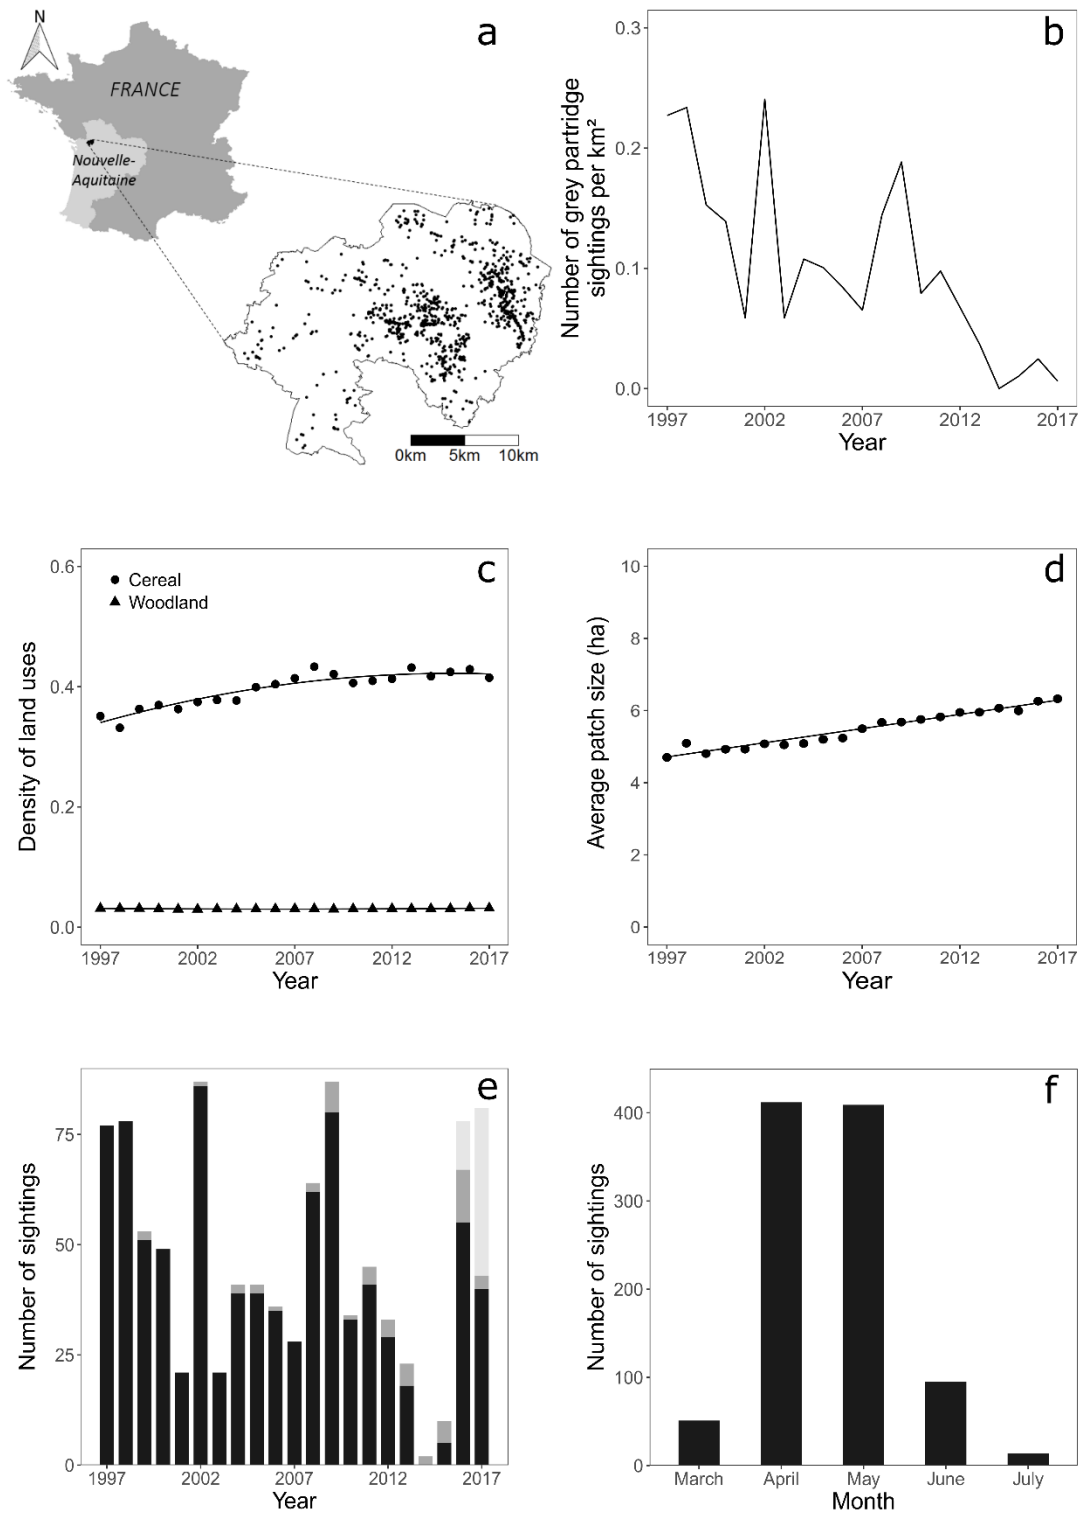 N
a
FRANCE
Nouvelle-
Aquitaine
0km 5km 10km
b
Number of grey partridge
sightings per km²
0.3
0.2
0.1
0.0
1997 2002 2007 2012 2017
Year
c
Cereal
Woodland
Density of land uses
0.6
0.4
0.2
0.0
1997 2002 2007 2012 2017
Year
d
Average patch size (ha)
10
8
6
4
2
0
1997 2002 2007 2012 2017
Year
e
Number of sightings
75
50
25
0
1997 2002 2007 2012 2017
Year
f
Number of sightings
400
300
200
100
0
March April May June July
Month